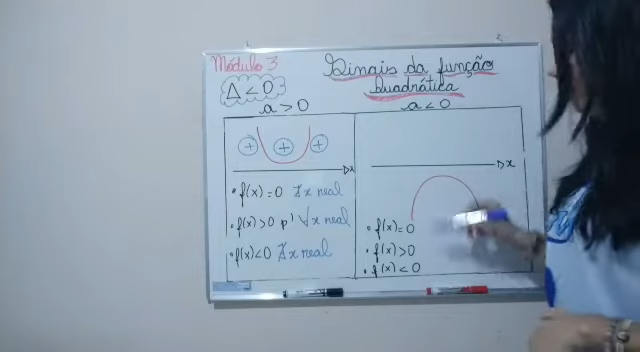 Módulo 3
Sinais da função
Quadrática
Δ < 0
a > 0
a < 0
+ + +
x
• f(x) = 0 ∄ x real
• f(x) > 0 p/ ∀ x real
• f(x) < 0 ∄ x real
x
• f(x) = 0
• f(x) > 0
• f(x) < 0